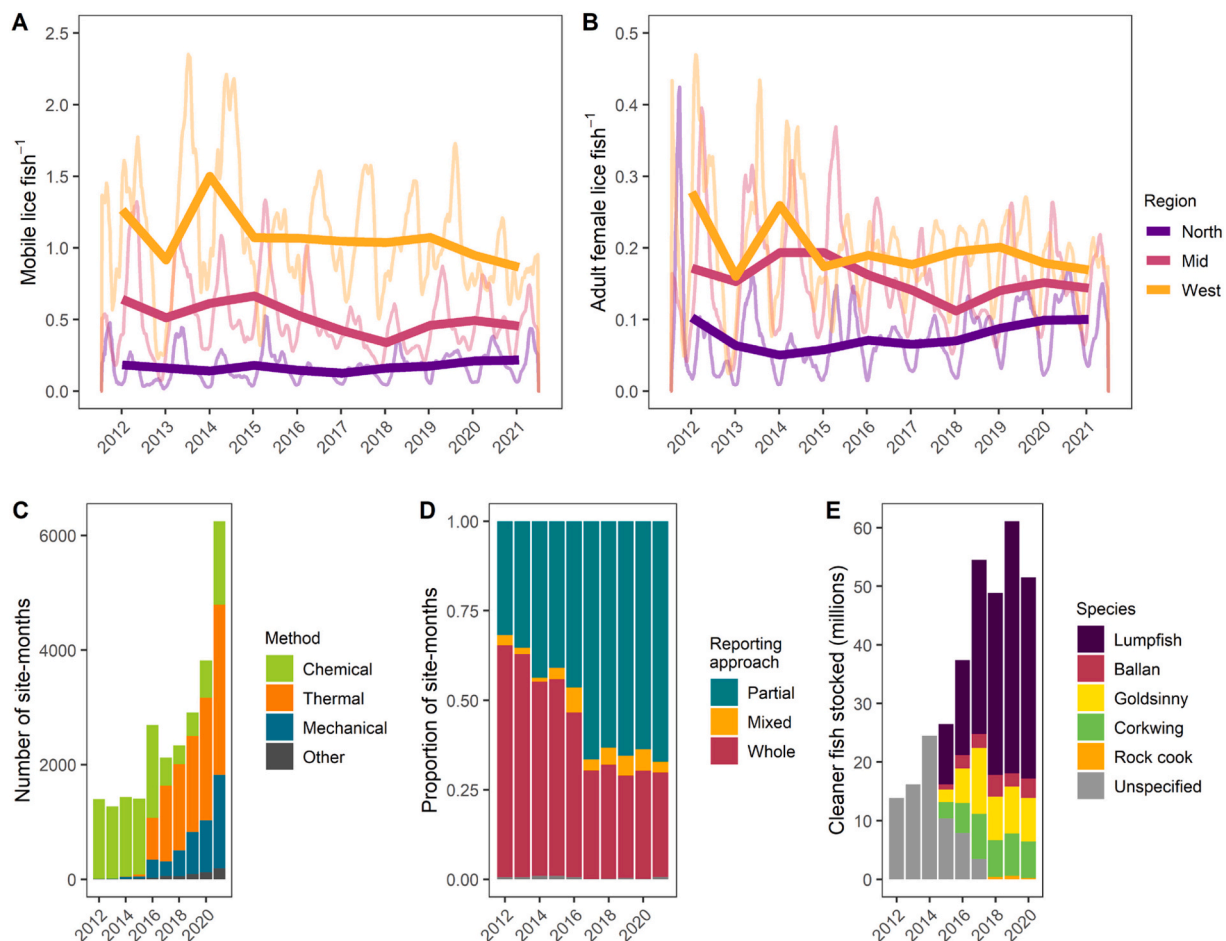 A
Mobile lice fish⁻¹
2.5
2.0
1.5
1.0
0.5
0.0
2012
2013
2014
2015
2016
2017
2018
2019
2020
2021
B
Adult female lice fish⁻¹
0.5
0.4
0.3
0.2
0.1
0.0
2012
2013
2014
2015
2016
2017
2018
2019
2020
2021
Region
North
Mid
West
C
Number of site-months
6000
4000
2000
0
2012
2014
2016
2018
2020
Method
Chemical
Thermal
Mechanical
Other
D
Proportion of site-months
1.00
0.75
0.50
0.25
0.00
2012
2014
2016
2018
2020
Reporting
approach
Partial
Mixed
Whole
E
Cleaner fish stocked (millions)
60
50
40
30
20
10
0
2012
2014
2016
2018
2020
Species
Lumpfish
Ballan
Goldsinny
Corkwing
Rock cook
Unspecified